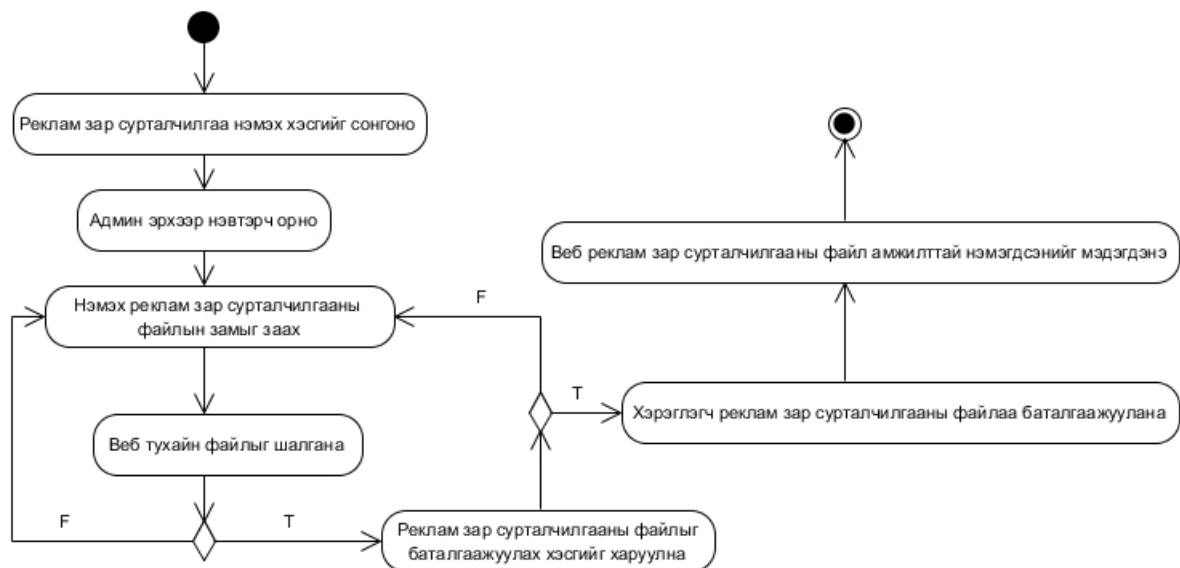 Реклам зар сурталчилгаа нэмэх хэсгийг сонгоно
Админ эрхээр нэвтэрч орно
Нэмэх реклам зар сурталчилгааны
файлын замыг заах
Веб тухайн файлыг шалгана
F
T
Реклам зар сурталчилгааны файлыг
баталгаажуулах хэсгийг харуулна
F
T
Хэрэглэгч реклам зар сурталчилгааны файлаа баталгаажуулана
Веб реклам зар сурталчилгааны файл амжилттай нэмэгдсэнийг мэдэгдэнэ